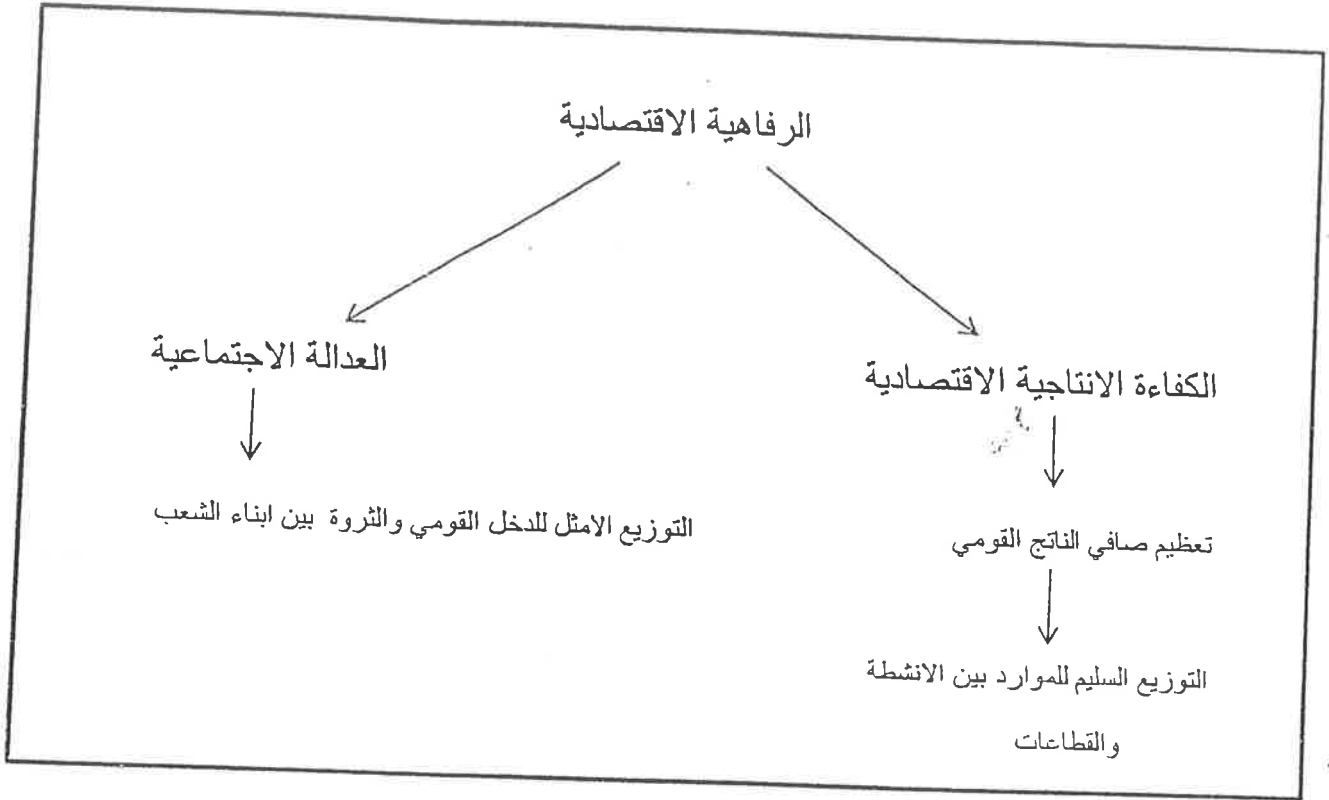 الرفاهية الاقتصادية
الكفاءة الانتاجية الاقتصادية
العدالة الاجتماعية
تعظيم صافي الناتج القومي
التوزيع الامثل للدخل القومي والثروة بين ابناء الشعب
التوزيع السليم للموارد بين الانشطة
والقطاعات